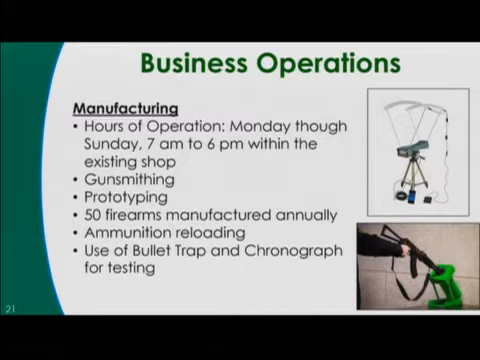 Business Operations
Manufacturing
• Hours of Operation: Monday though
Sunday, 7 am to 6 pm within the
existing shop
• Gunsmithing
• Prototyping
• 50 firearms manufactured annually
• Ammunition reloading
• Use of Bullet Trap and Chronograph
for testing
21